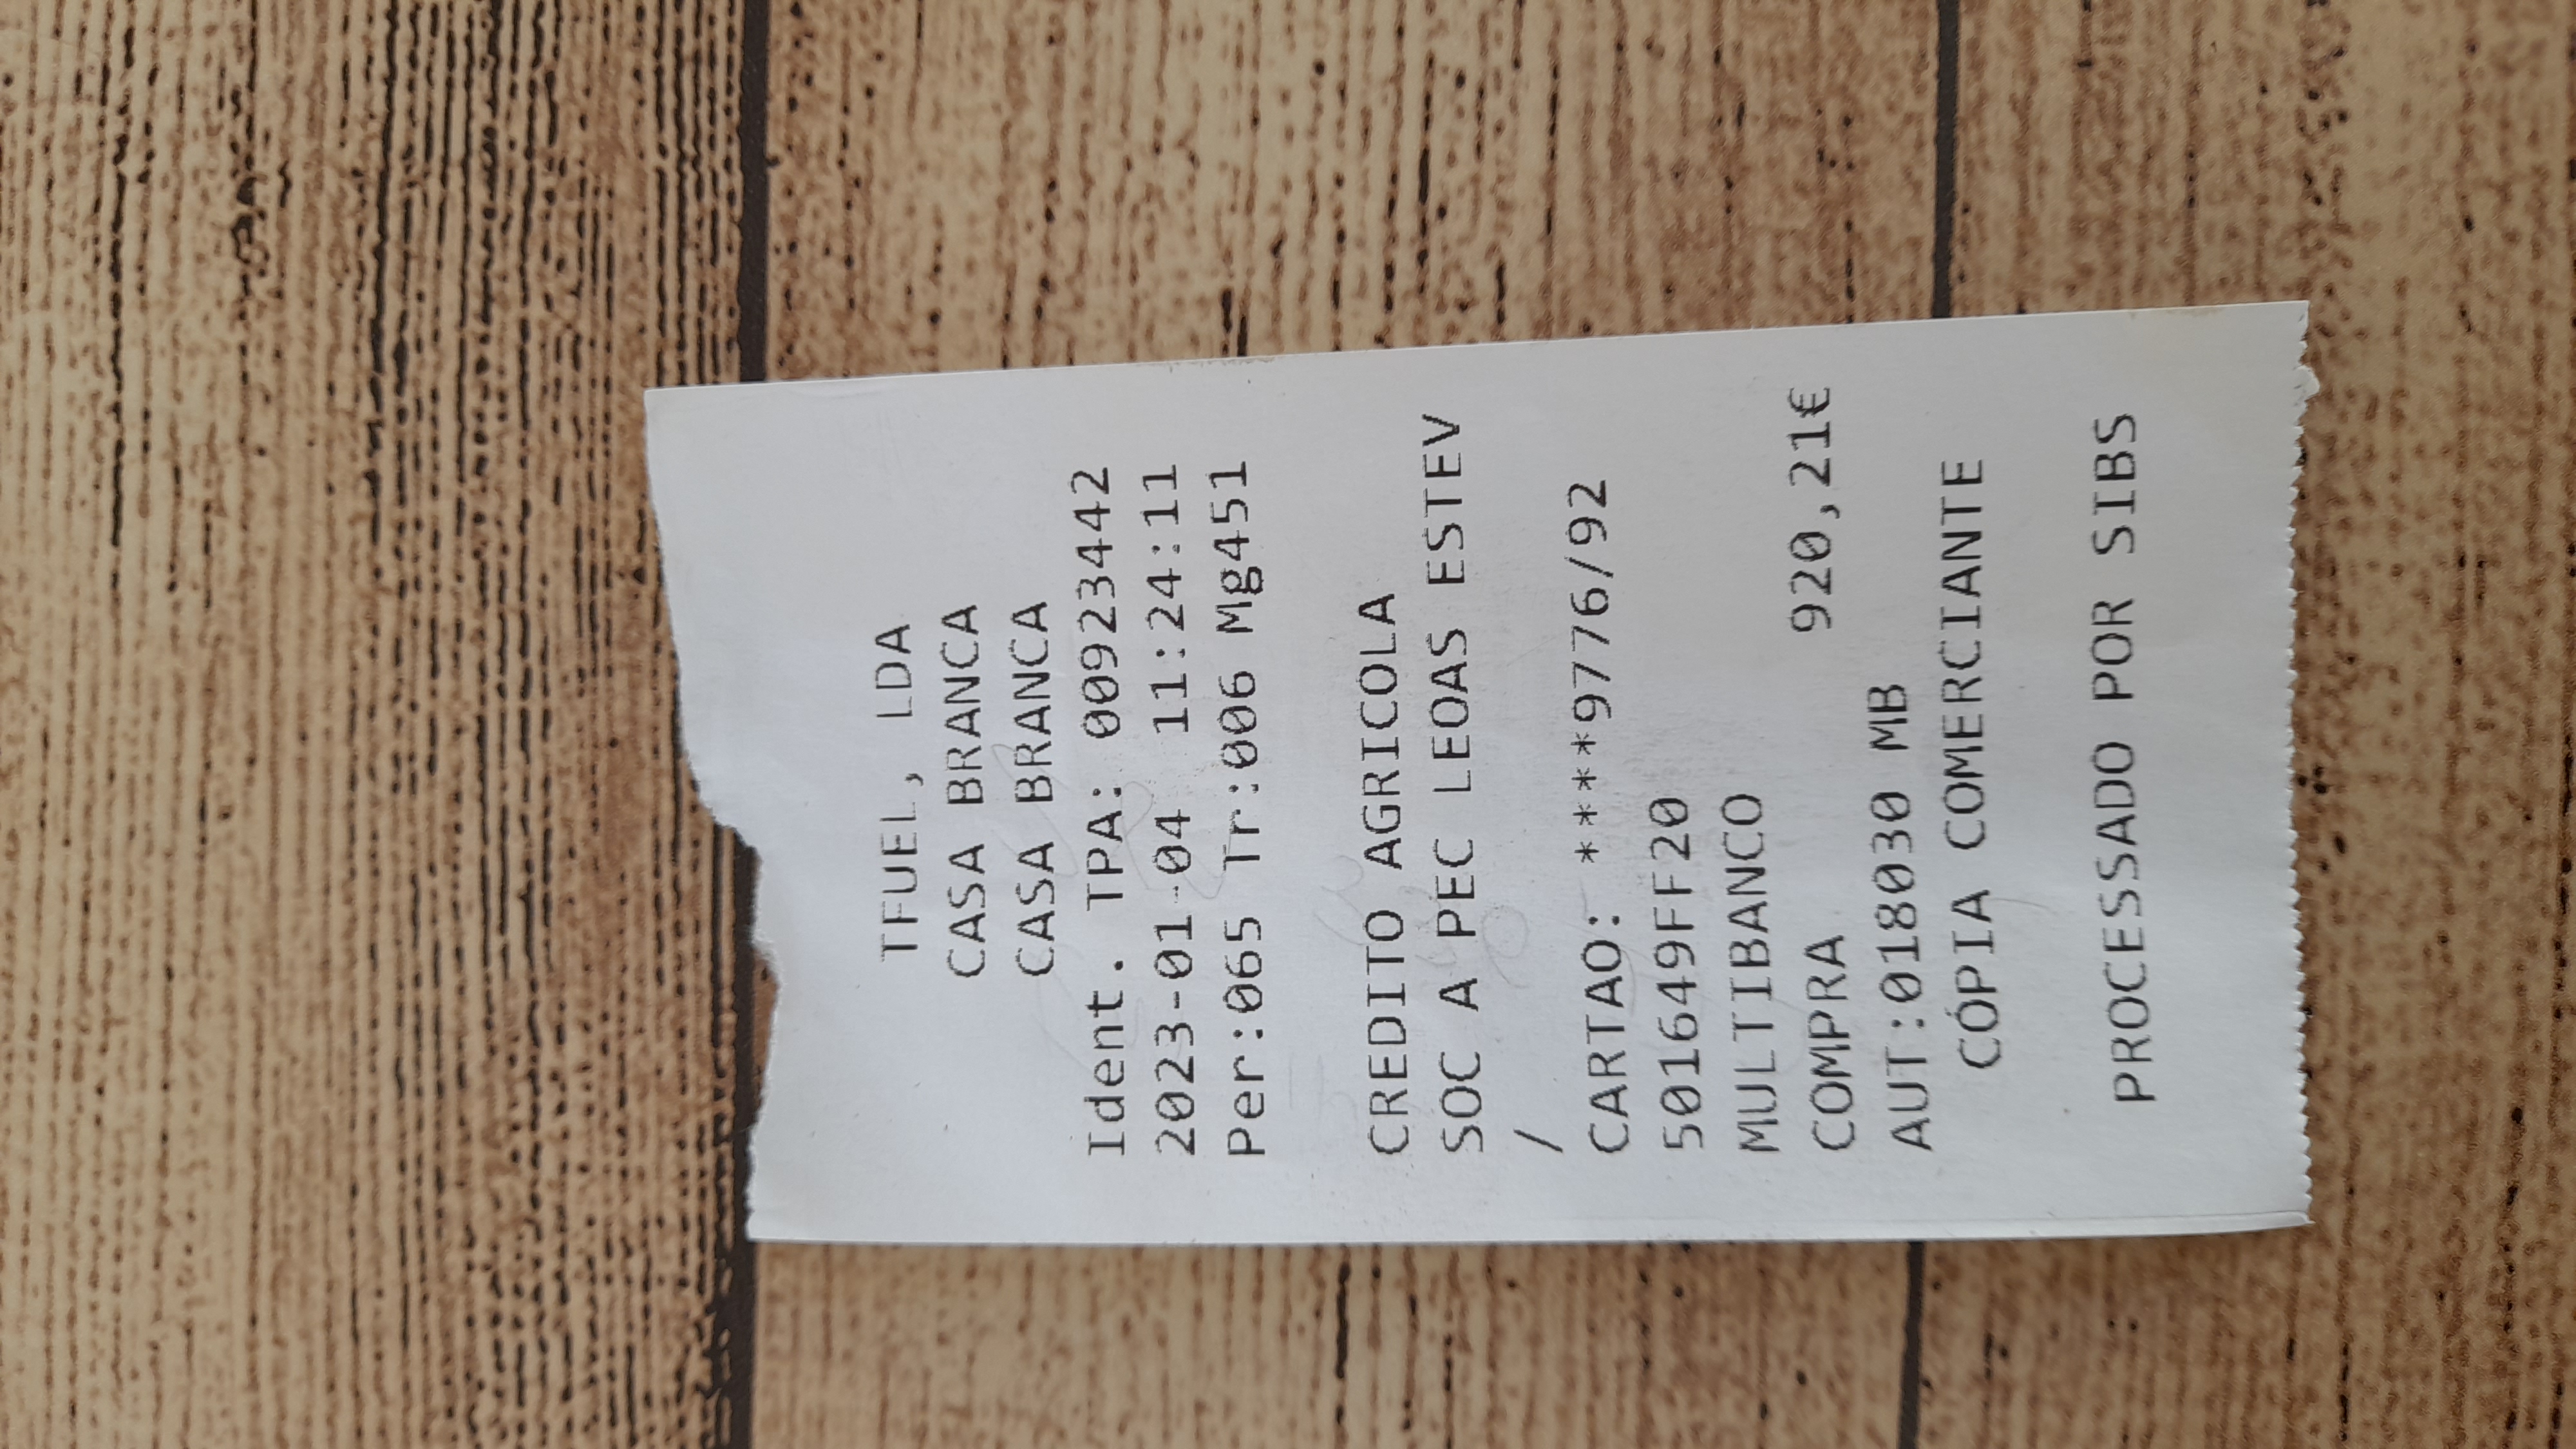 TFUEL, LDA
CASA BRANCA
CASA BRANCA
Ident. TPA: 00923442
2023-01-04 11:24:11
Per:065 Tr:006 Mg451
CREDITO AGRICOLA
SOC A PEC LEOAS ESTEV
/
CARTAO: ****9776/92
501649FF20
MULTIBANCO
COMPRA 920,21€
AUT:018030 MB
CÓPIA COMERCIANTE
PROCESSADO POR SIBS